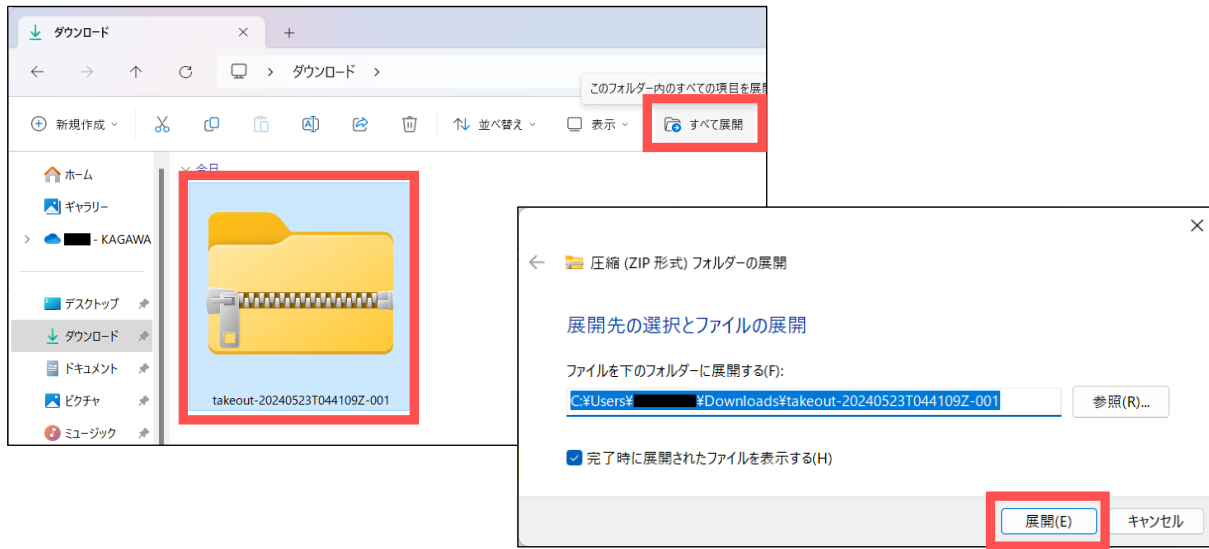 ダウンロード
ダウンロード
このフォルダー内のすべての項目を展開
新規作成
並べ替え
表示
すべて展開
ホーム
ギャラリー
- KAGAWA
デスクトップ
ダウンロード
ドキュメント
ピクチャ
ミュージック
今日
takeout-20240523T044109Z-001
圧縮 (ZIP 形式) フォルダーの展開
展開先の選択とファイルの展開
ファイルを下のフォルダーに展開する(F):
C:¥Users¥ ¥Downloads¥takeout-20240523T044109Z-001
参照(R)...
完了時に展開されたファイルを表示する(H)
展開(E)
キャンセル